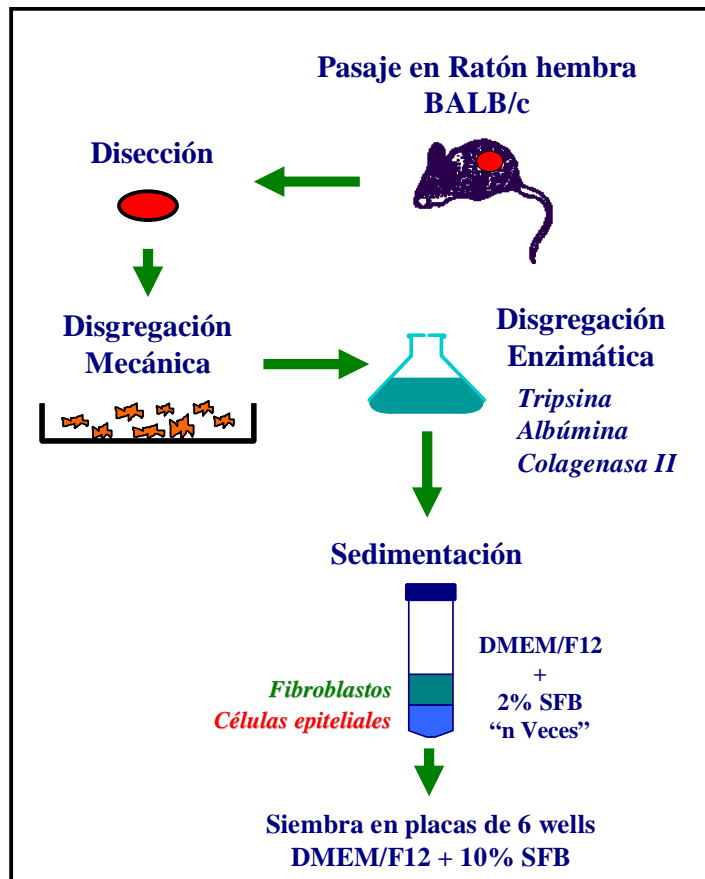 Pasaje en Ratón hembra
BALB/c
Disección
Disgregación
Mecánica
Disgregación
Enzimática
Tripsina
Albúmina
Colagenasa II
Sedimentación
Fibroblastos
Células epiteliales
DMEM/F12
+
2% SFB
“n Veces”
Siembra en placas de 6 wells
DMEM/F12 + 10% SFB